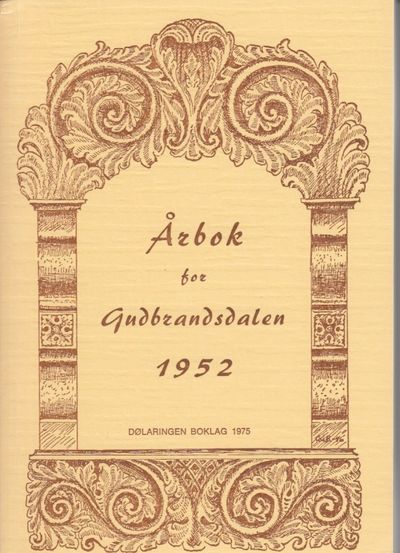 Årbok
for
Gudbrandsdalen
1952
DØLARINGEN BOKLAG 1975